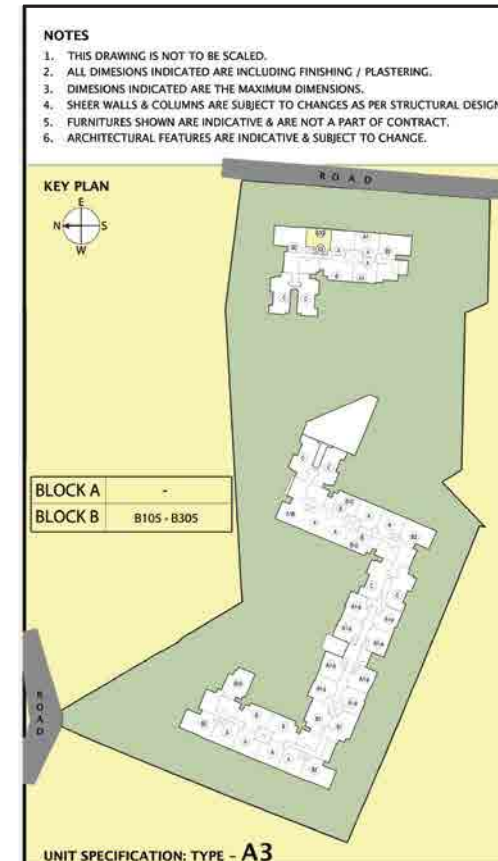 NOTES
1. THIS DRAWING IS NOT TO BE SCALED.
2. ALL DIMESIONS INDICATED ARE INCLUDING FINISHING / PLASTERING.
3. DIMESIONS INDICATED ARE THE MAXIMUM DIMENSIONS.
4. SHEER WALLS & COLUMNS ARE SUBJECT TO CHANGES AS PER STRUCTURAL DESIGN
5. FURNITURES SHOWN ARE INDICATIVE & ARE NOT A PART OF CONTRACT.
6. ARCHITECTURAL FEATURES ARE INDICATIVE & SUBJECT TO CHANGE.
ROAD
KEY PLAN
E
N S
W
BLOCK A -
BLOCK B B105 - B305
ROAD
UNIT SPECIFICATION: TYPE - A3